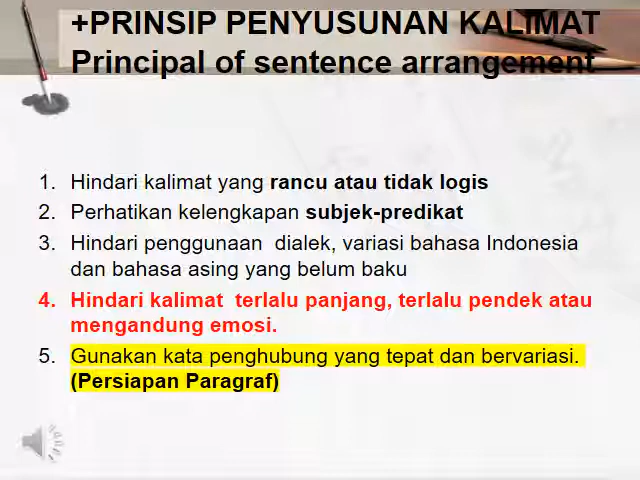 +PRINSIP PENYUSUNAN KALIMAT
Principal of sentence arrangement
1. Hindari kalimat yang rancu atau tidak logis
2. Perhatikan kelengkapan subjek-predikat
3. Hindari penggunaan dialek, variasi bahasa Indonesia
dan bahasa asing yang belum baku
4. Hindari kalimat terlalu panjang, terlalu pendek atau
mengandung emosi.
5. Gunakan kata penghubung yang tepat dan bervariasi.
(Persiapan Paragraf)